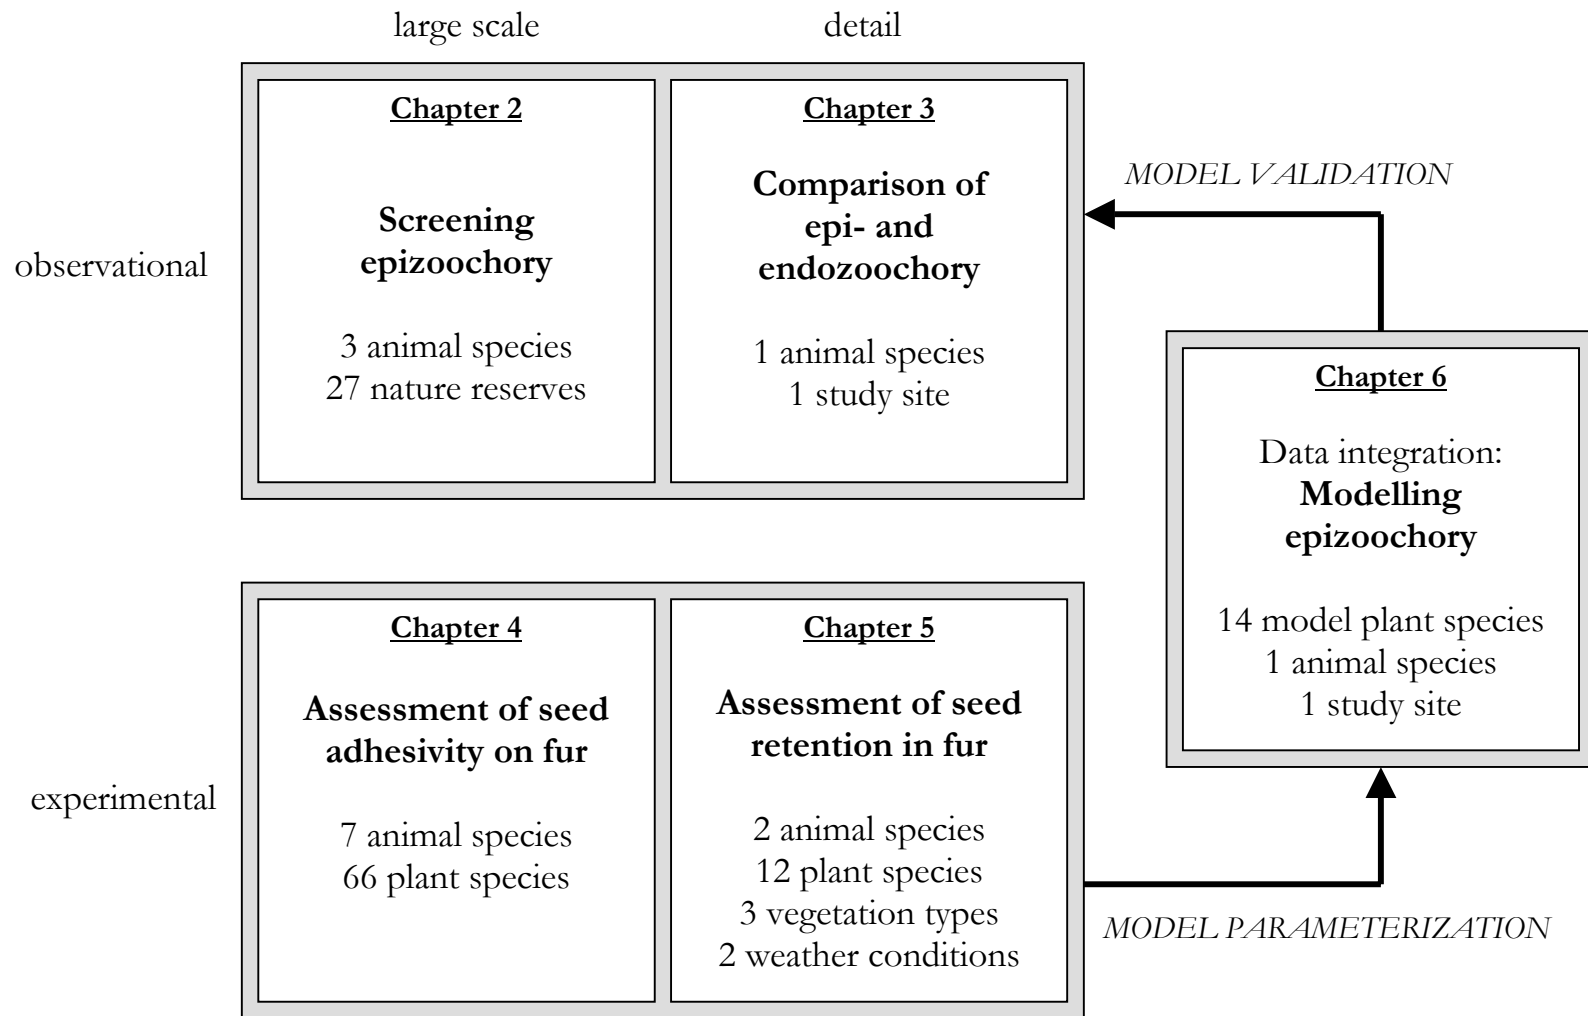 large scale
detail
observational
Chapter 2
Screening
epizoochory
3 animal species
27 nature reserves
Chapter 3
Comparison of
epi- and
endozoochory
1 animal species
1 study site
MODEL VALIDATION
Chapter 6
Data integration:
Modelling
epizoochory
14 model plant species
1 animal species
1 study site
experimental
Chapter 4
Assessment of seed
adhesivity on fur
7 animal species
66 plant species
Chapter 5
Assessment of seed
retention in fur
2 animal species
12 plant species
3 vegetation types
2 weather conditions
MODEL PARAMETERIZATION